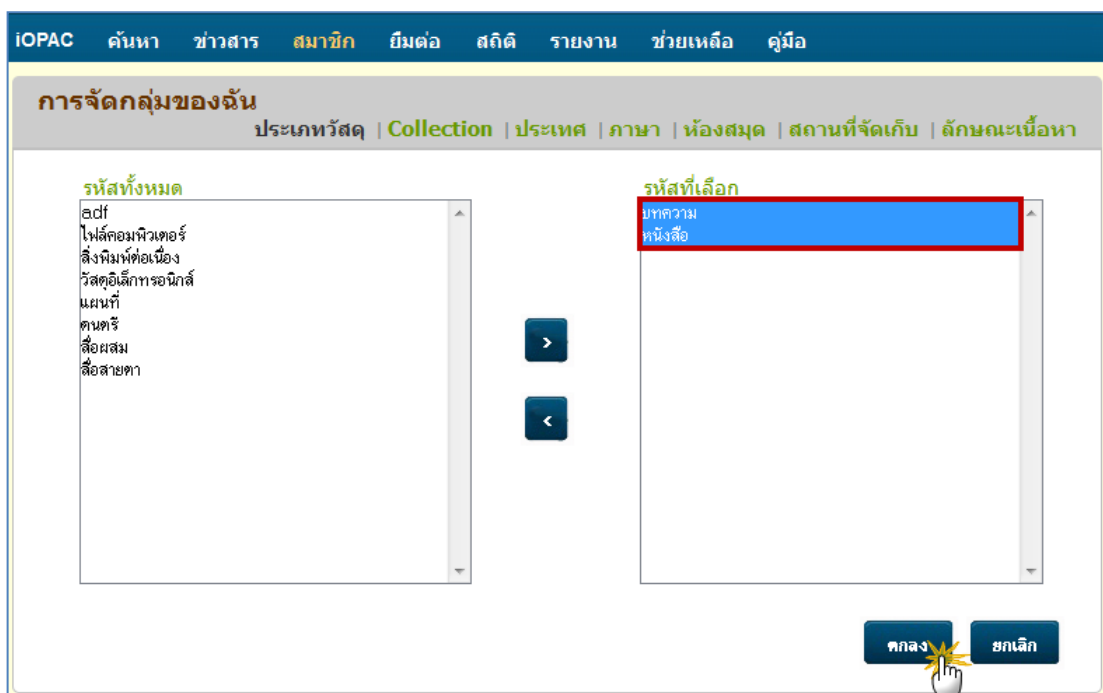 iOPAC ค้นหา ข่าวสาร สมาชิก ยืมต่อ สถิติ รายงาน ช่วยเหลือ คู่มือ
การจัดกลุ่มของฉัน
ประเภทวัสดุ | Collection | ประเทศ | ภาษา | ห้องสมุด | สถานที่จัดเก็บ | ลักษณะเนื้อหา
รหัสทั้งหมด
adf
ไฟล์คอมพิวเตอร์
สิ่งพิมพ์ต่อเนื่อง
วัสดุอิเล็กทรอนิกส์
แผนที่
ดนตรี
สื่อผสม
สื่อสายตา
>
<
รหัสที่เลือก
บทความ
หนังสือ
ตกลง ยกเลิก